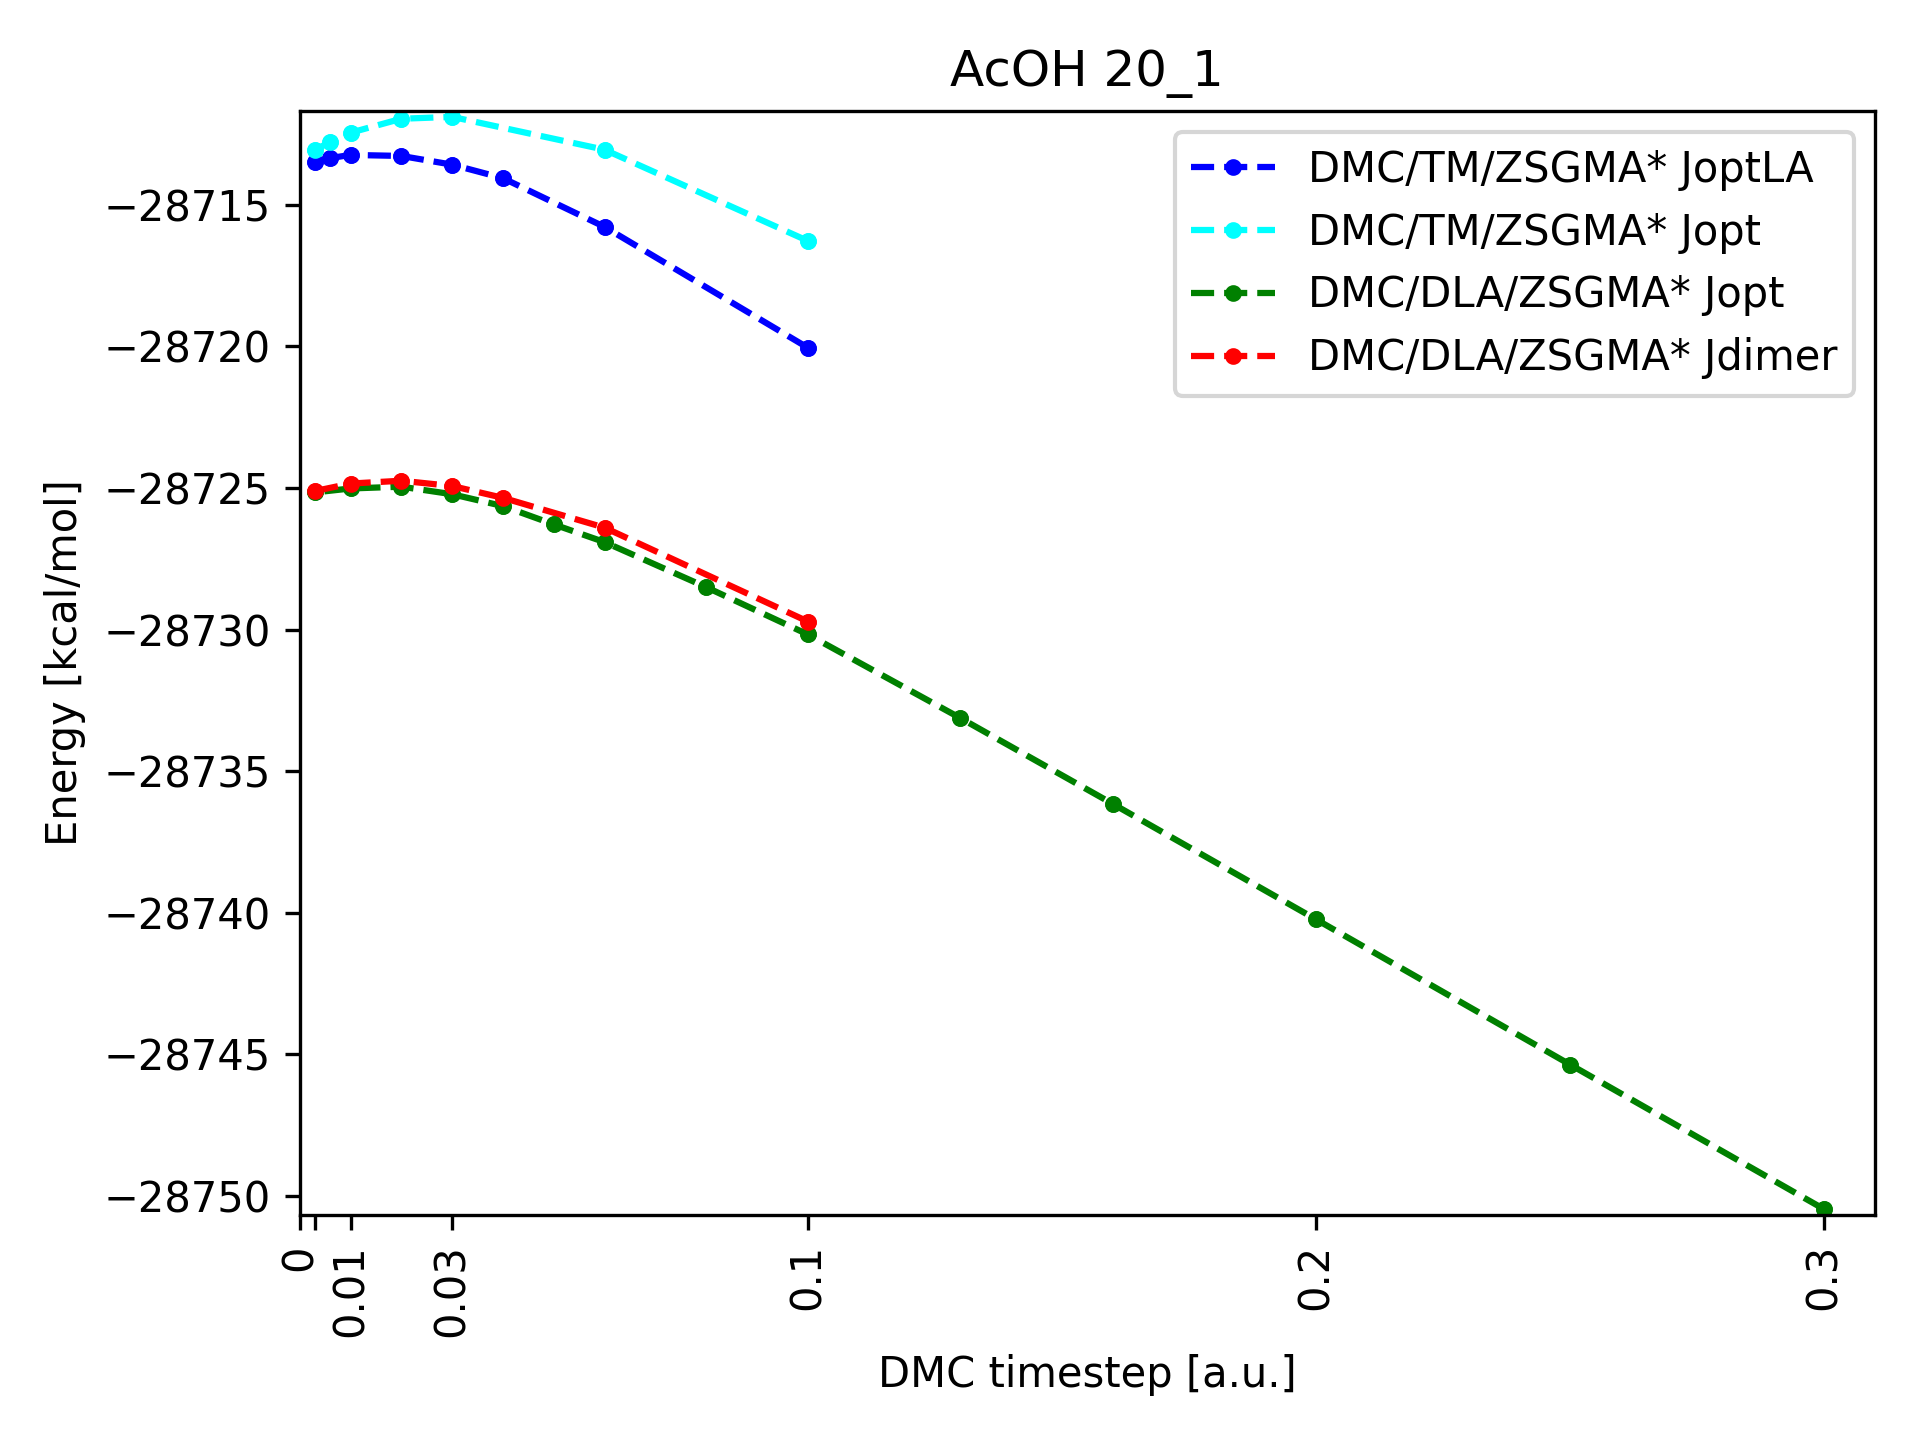 AcOH 20_1
DMC/TM/ZSGMA* JoptLA
DMC/TM/ZSGMA* Jopt
DMC/DLA/ZSGMA* Jopt
DMC/DLA/ZSGMA* Jdimer
Energy [kcal/mol]
−28715
−28720
−28725
−28730
−28735
−28740
−28745
−28750
0
0.01
0.03
0.1
0.2
0.3
DMC timestep [a.u.]